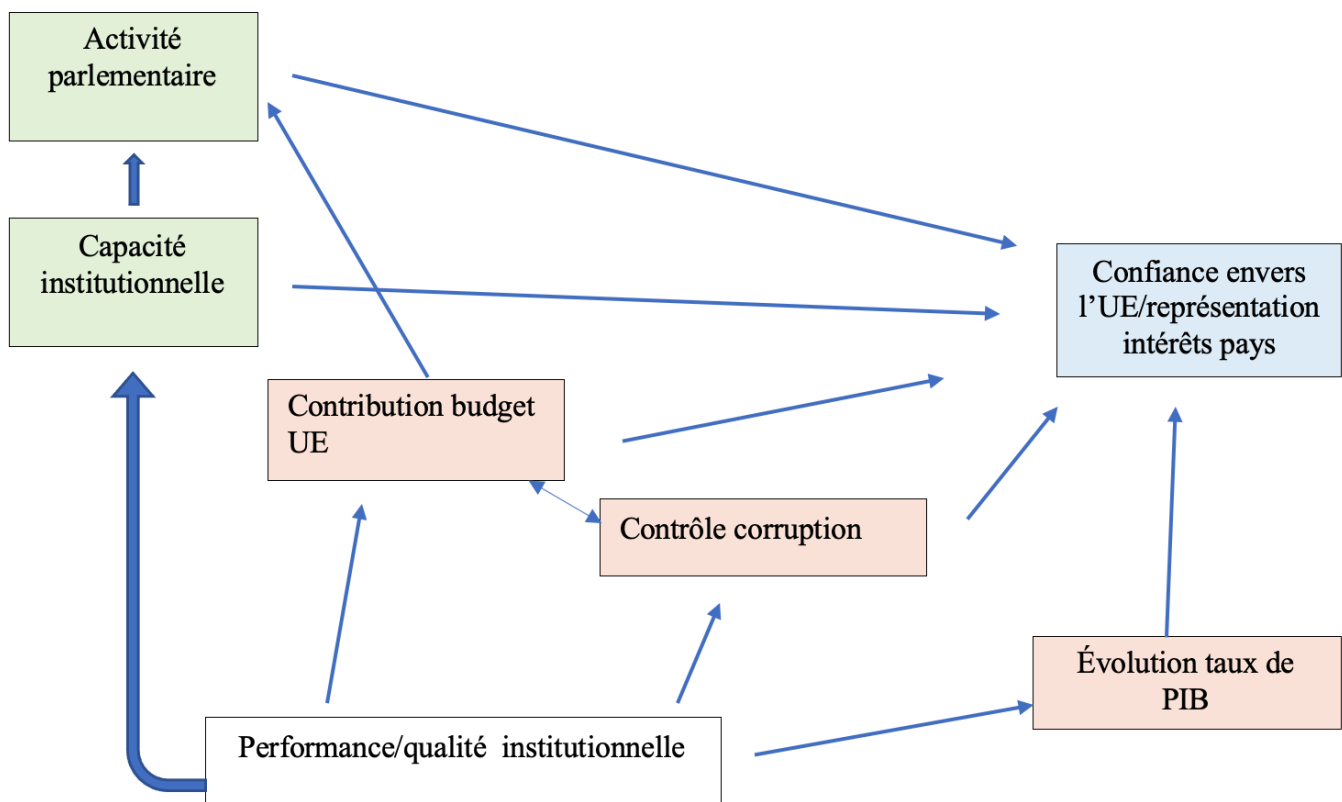 Activité
parlementaire
Capacité
institutionnelle
Confiance envers
l’UE/représentation
intérêts pays
Contribution budget
UE
Contrôle corruption
Évolution taux de
PIB
Performance/qualité institutionnelle